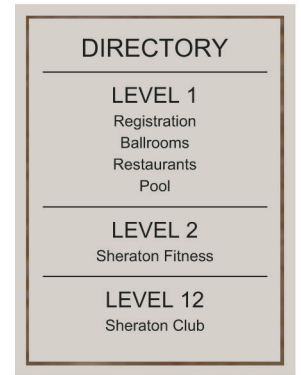 DIRECTORY
LEVEL 1
Registration
Ballrooms
Restaurants
Pool
LEVEL 2
Sheraton Fitness
LEVEL 12
Sheraton Club